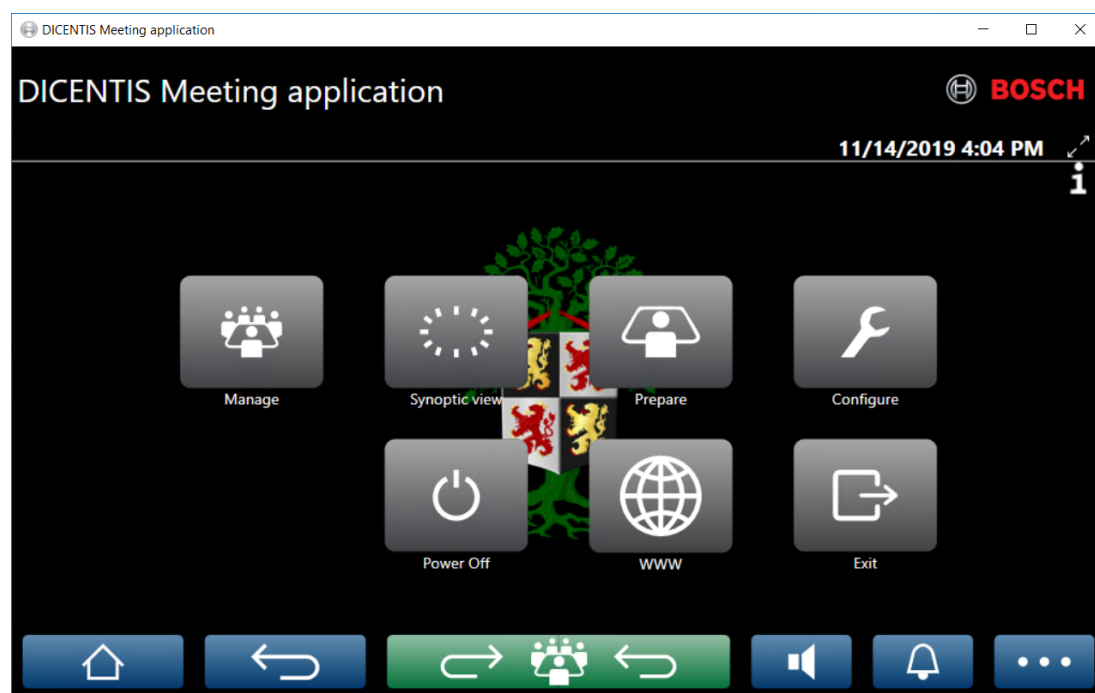 DICENTIS Meeting application
DICENTIS Meeting application
BOSCH
11/14/2019 4:04 PM
Manage
Synoptic view
Prepare
Configure
Power Off
WWW
Exit